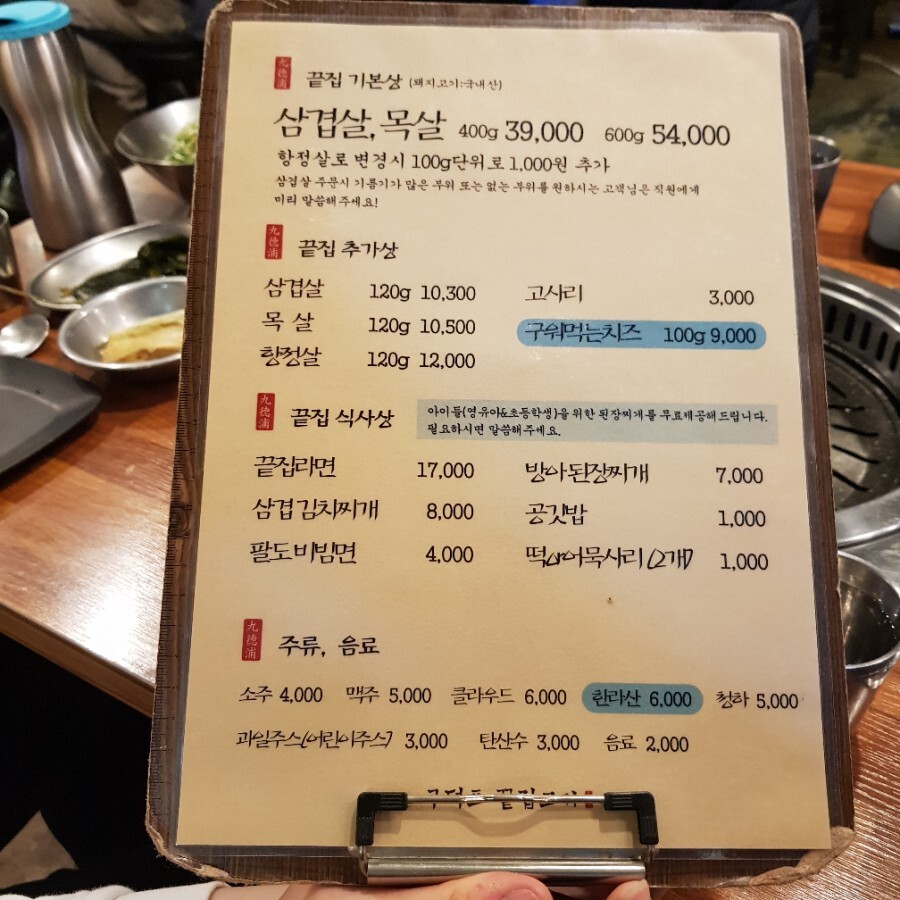 九德浦 끝집 기본상 (돼지고기:국내산)
삼겹살, 목살 400g 39,000 600g 54,000
항정살로 변경시 100g단위로 1,000원 추가
삼겹살 주문시 기름기가 많은 부위 또는 없는 부위를 원하시는 고객님은 직원에게
미리 말씀해주세요!
九德浦 끝집 추가상
삼겹살 120g 10,300
목 살 120g 10,500
항정살 120g 12,000
고사리 3,000
구워먹는치즈 100g 9,000
九德浦 끝집 식사상
아이들(영유아&초등학생)을 위한 된장찌개를 무료제공해드립니다.
필요하시면 말씀해주세요.
끝집라면 17,000
삼겹김치찌개 8,000
팔도비빔면 4,000
방아된장찌개 7,000
공깃밥 1,000
떡or어묵사리(2개) 1,000
九德浦 주류, 음료
소주 4,000 맥주 5,000 클라우드 6,000 한라산 6,000 청하 5,000
과일주스(어린이주스) 3,000 탄산수 3,000 음료 2,000